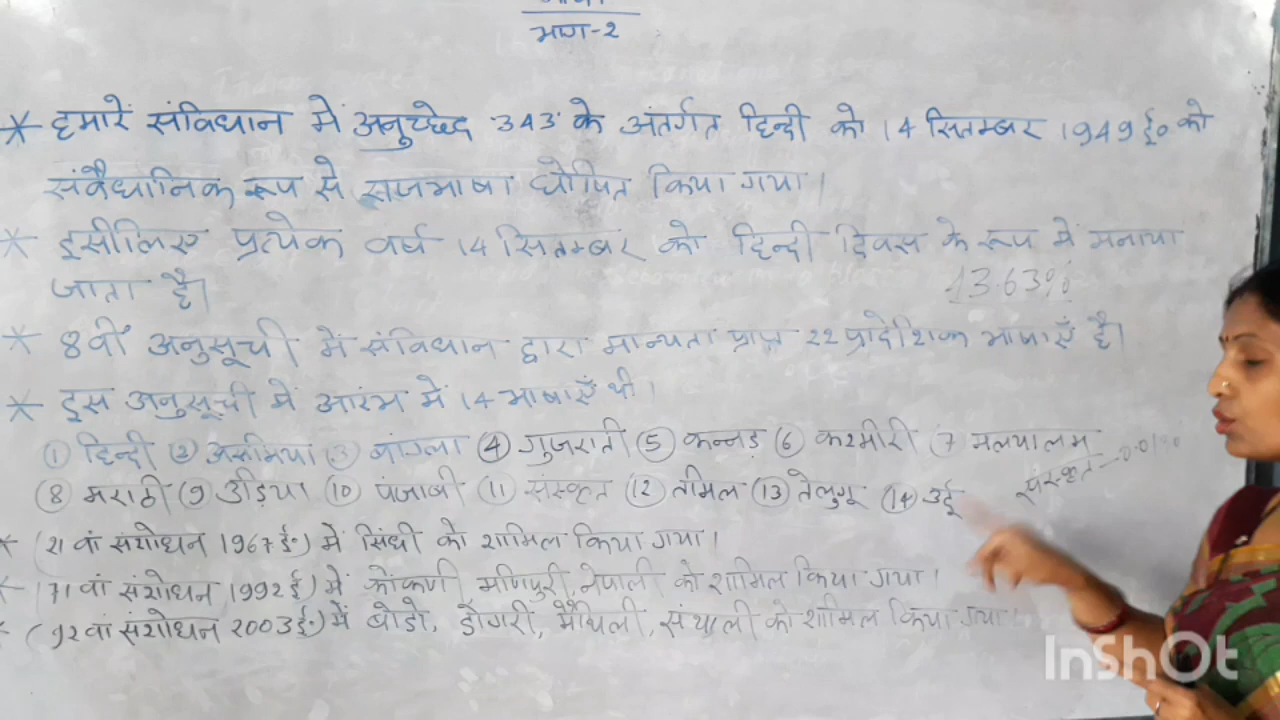 भाग-2
* हमारें संविधान में अनुच्छेद 343 के अंतर्गत हिन्दी को 14 सितम्बर 1949 ई० को
संवैधानिक रूप से राजभाषा घोषित किया गया।
* इसीलिए प्रत्येक वर्ष 14 सितम्बर को हिन्दी दिवस के रूप में मनाया
जाता है।
13.63%
* 8वीं अनुसूची में संविधान द्वारा मान्यता प्राप्त 22 प्रादेशिक भाषाएँ है।
* इस अनुसूची में आरंभ में 14 भाषाएँ थी।
① हिन्दी ② असमिया ③ बांग्ला ④ गुजराती ⑤ कन्नड़ ⑥ कश्मीरी ⑦ मलयालम
⑧ मराठी ⑨ उड़िया ⑩ पंजाबी ⑪ संस्कृत ⑫ तमिल ⑬ तेलुगू ⑭ उर्दू
संस्कृत - 0.01%
* (21 वां संशोधन 1967 ई०) में सिंधी को शामिल किया गया।
* (71 वां संशोधन 1992 ई) में कोंकणी, मणिपुरी, नेपाली को शामिल किया गया।
* (92 वां संशोधन 2003 ई०) में बोडो, डोगरी, मैथिली, संथाली को शामिल किया गया।
InShOt